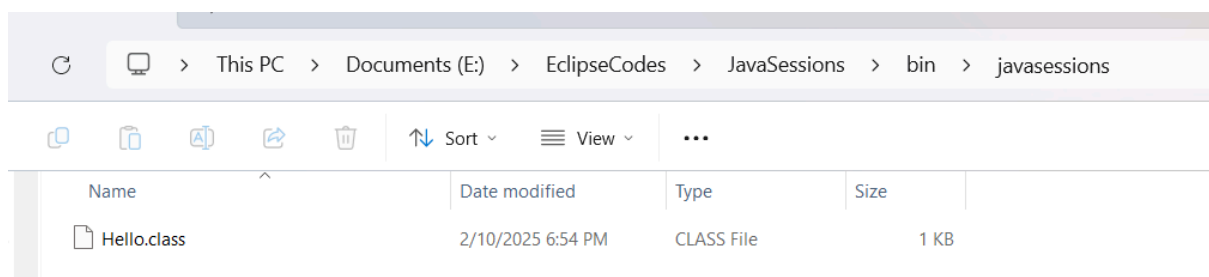 This PC > Documents (E:) > EclipseCodes > JavaSessions > bin > javasessions
Sort View ...
Name Date modified Type Size
Hello.class 2/10/2025 6:54 PM CLASS File 1 KB